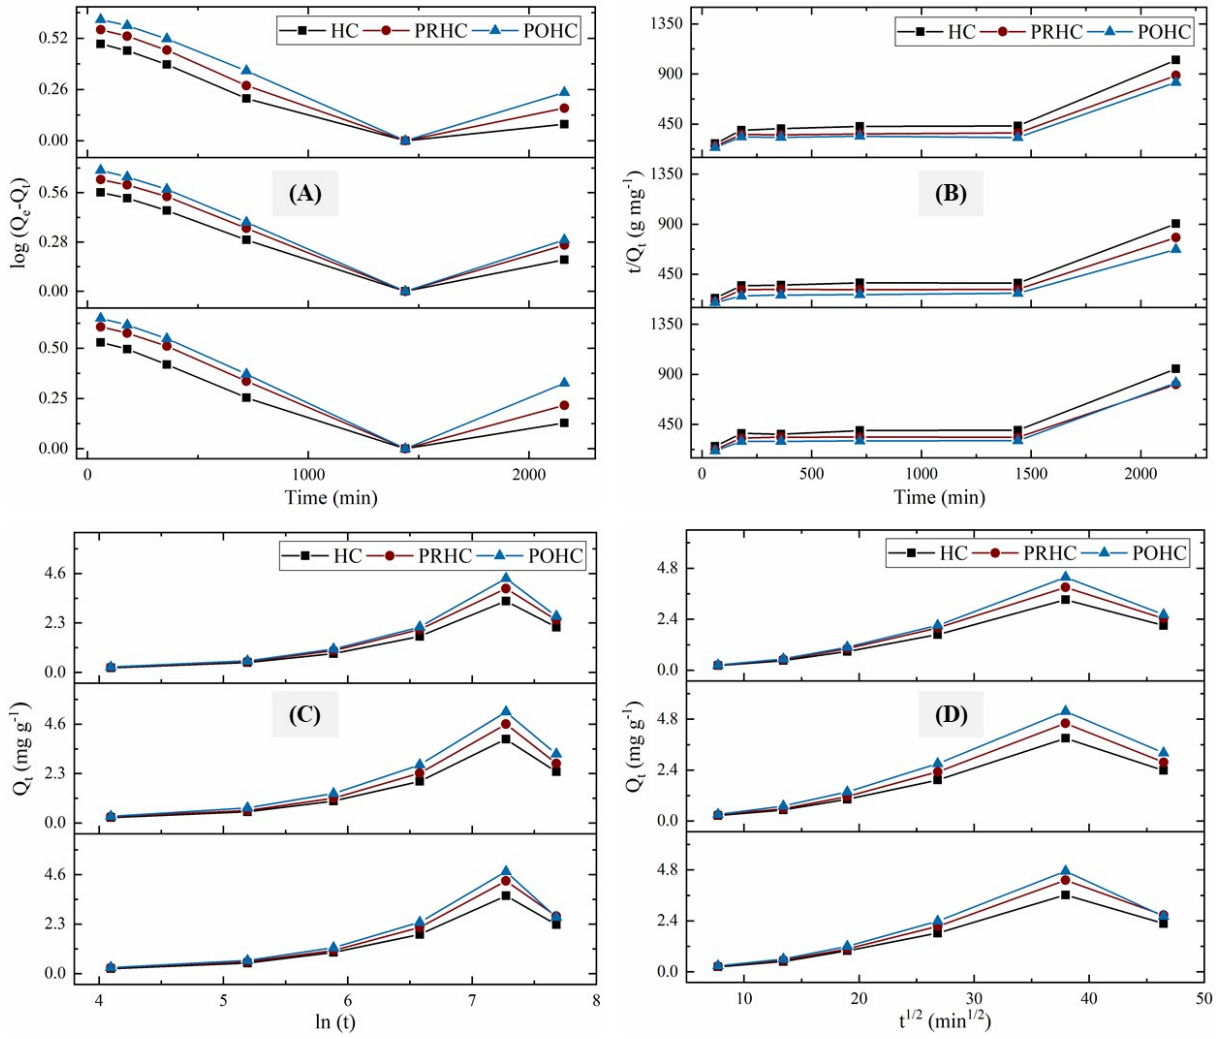 HC PRHC POHC
0.52
0.26
0.00
(A)
0.56
0.28
0.00
0.50
0.25
0.00
log (Qe-Qt)
0 1000 2000
Time (min)
HC PRHC POHC
1350
900
450
(B)
1350
900
450
1350
900
450
t/Qt (g mg-1)
0 500 1000 1500 2000
Time (min)
HC PRHC POHC
4.6
2.3
0.0
(C)
4.6
2.3
0.0
4.6
2.3
0.0
Qt (mg g-1)
4 5 6 7 8
ln (t)
HC PRHC POHC
4.8
2.4
0.0
(D)
4.8
2.4
0.0
4.8
2.4
0.0
Qt (mg g-1)
10 20 30 40 50
t1/2 (min1/2)